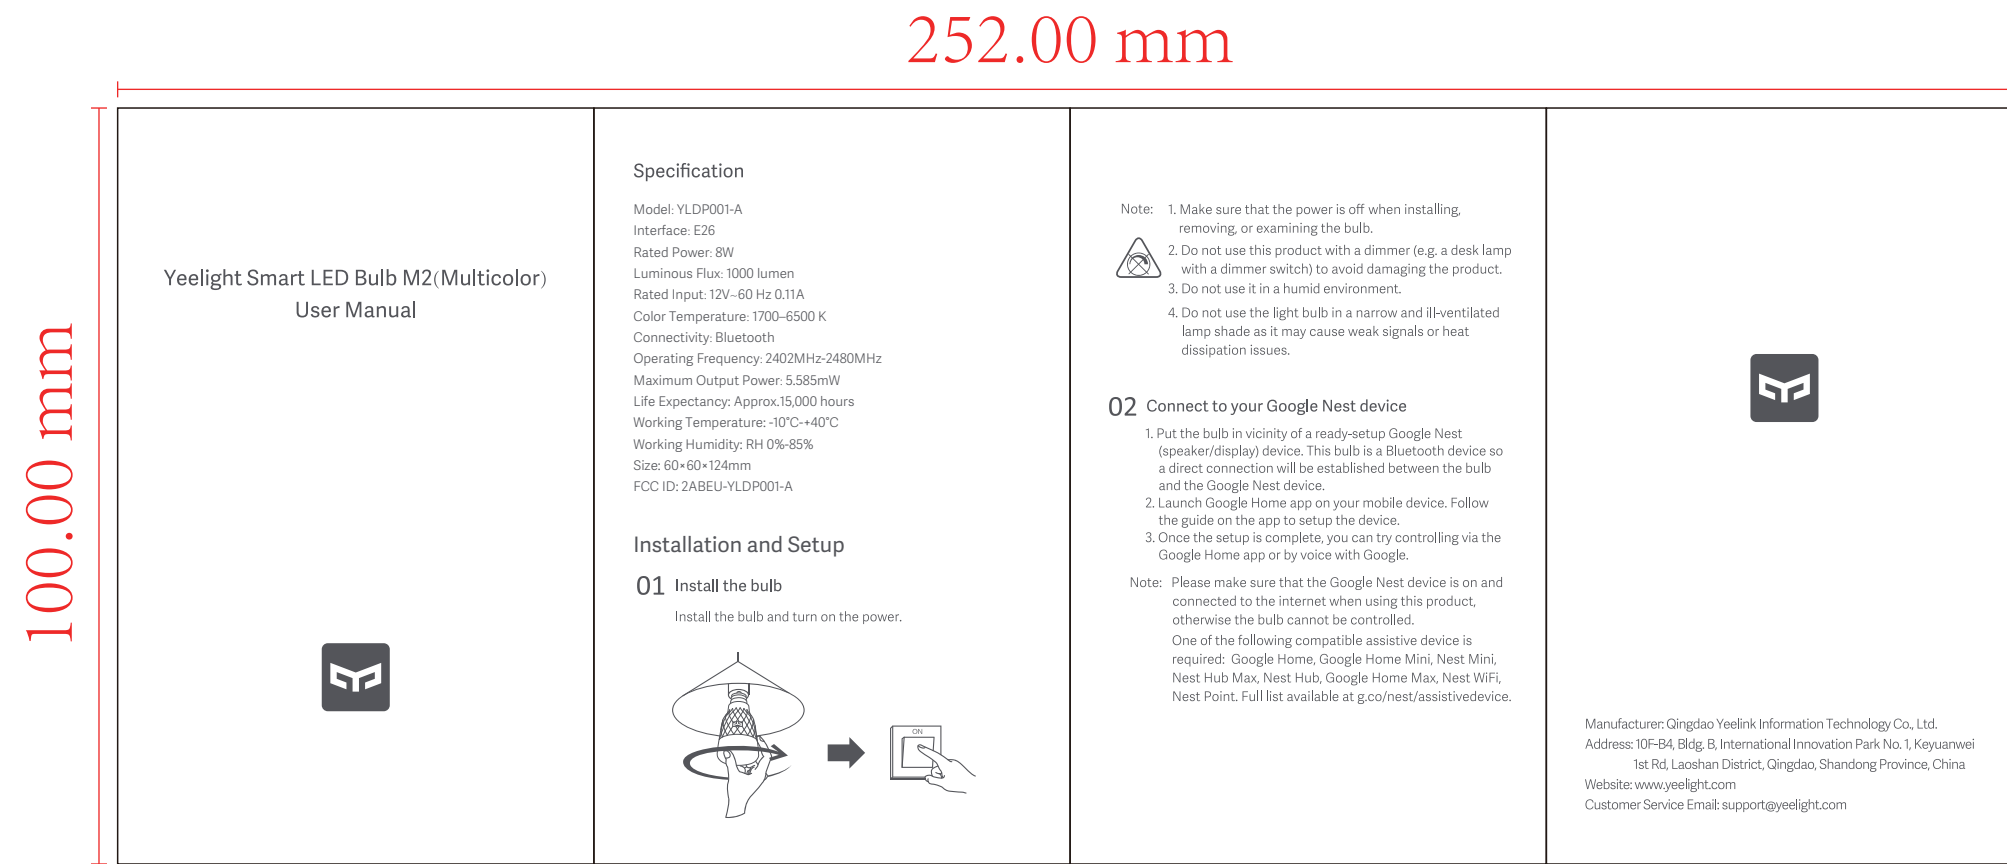 252.00 mm
100.00 mm
Yeelight Smart LED Bulb M2(Multicolor)
User Manual
Specification
Model: YLDP001-A
Interface: E26
Rated Power: 8W
Luminous Flux: 1000 lumen
Rated Input: 12V~60 Hz 0.11A
Color Temperature: 1700–6500 K
Connectivity: Bluetooth
Operating Frequency: 2402MHz-2480MHz
Maximum Output Power: 5.585mW
Life Expectancy: Approx.15,000 hours
Working Temperature: -10°C-+40°C
Working Humidity: RH 0%-85%
Size: 60×60×124mm
FCC ID: 2ABEU-YLDP001-A
Installation and Setup
01 Install the bulb
Install the bulb and turn on the power.
ON
Note: 1. Make sure that the power is off when installing,
removing, or examining the bulb.
2. Do not use this product with a dimmer (e.g. a desk lamp
with a dimmer switch) to avoid damaging the product.
3. Do not use it in a humid environment.
4. Do not use the light bulb in a narrow and ill-ventilated
lamp shade as it may cause weak signals or heat
dissipation issues.
02 Connect to your Google Nest device
1. Put the bulb in vicinity of a ready-setup Google Nest
(speaker/display) device. This bulb is a Bluetooth device so
a direct connection will be established between the bulb
and the Google Nest device.
2. Launch Google Home app on your mobile device. Follow
the guide on the app to setup the device.
3. Once the setup is complete, you can try controlling via the
Google Home app or by voice with Google.
Note: Please make sure that the Google Nest device is on and
connected to the internet when using this product,
otherwise the bulb cannot be controlled.
One of the following compatible assistive device is
required: Google Home, Google Home Mini, Nest Mini,
Nest Hub Max, Nest Hub, Google Home Max, Nest WiFi,
Nest Point. Full list available at g.co/nest/assistivedevice.
Manufacturer: Qingdao Yeelink Information Technology Co., Ltd.
Address: 10F-B4, Bldg. B, International Innovation Park No. 1, Keyuanwei
1st Rd, Laoshan District, Qingdao, Shandong Province, China
Website: www.yeelight.com
Customer Service Email: support@yeelight.com